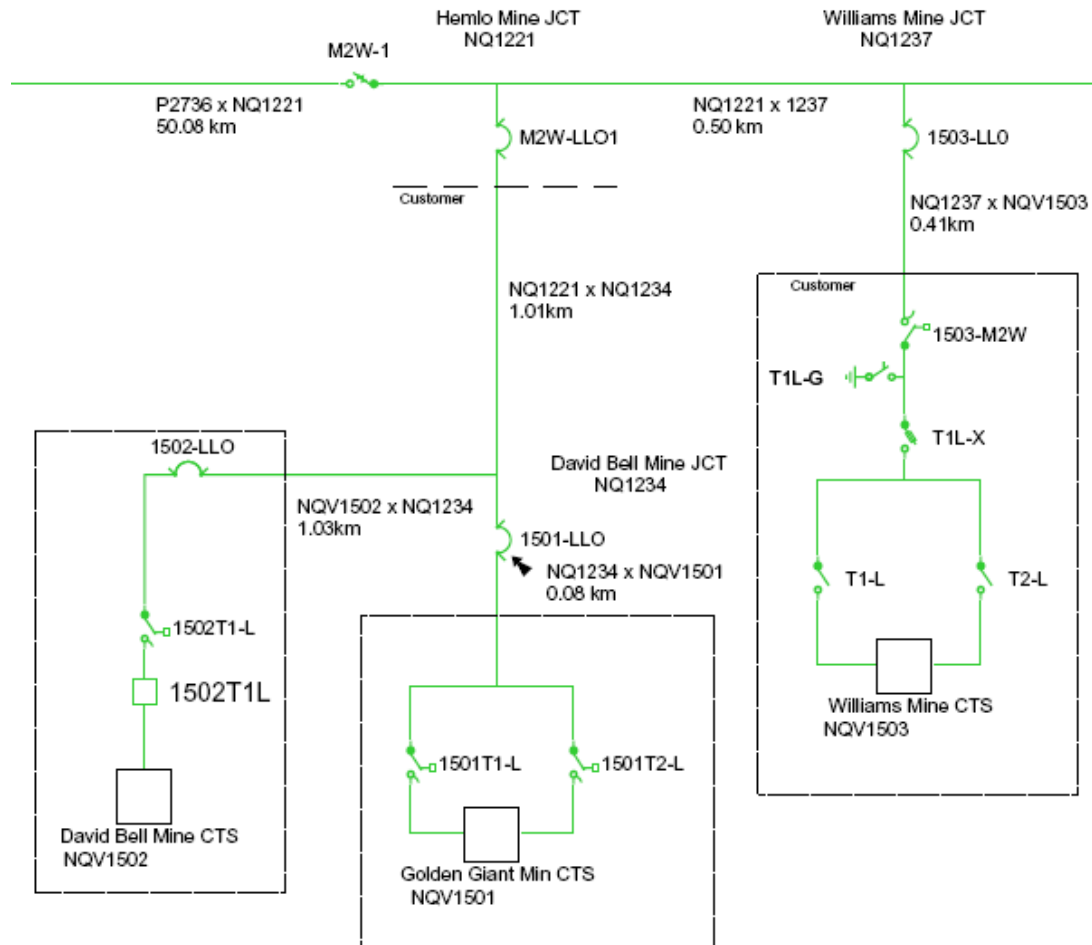 Hemlo Mine JCT
NQ1221
Williams Mine JCT
NQ1237
M2W-1
P2736 x NQ1221
50.08 km
NQ1221 x 1237
0.50 km
M2W-LLO1
1503-LL0
Customer
NQ1237 x NQV1503
0.41km
NQ1221 x NQ1234
1.01km
Customer
1503-M2W
T1L-G
T1L-X
1502-LLO
David Bell Mine JCT
NQ1234
NQV1502 x NQ1234
1.03km
1501-LLO
NQ1234 x NQV1501
0.08 km
T1-L
T2-L
1502T1-L
1502T1L
Williams Mine CTS
NQV1503
1501T1-L
1501T2-L
David Bell Mine CTS
NQV1502
Golden Giant Min CTS
NQV1501